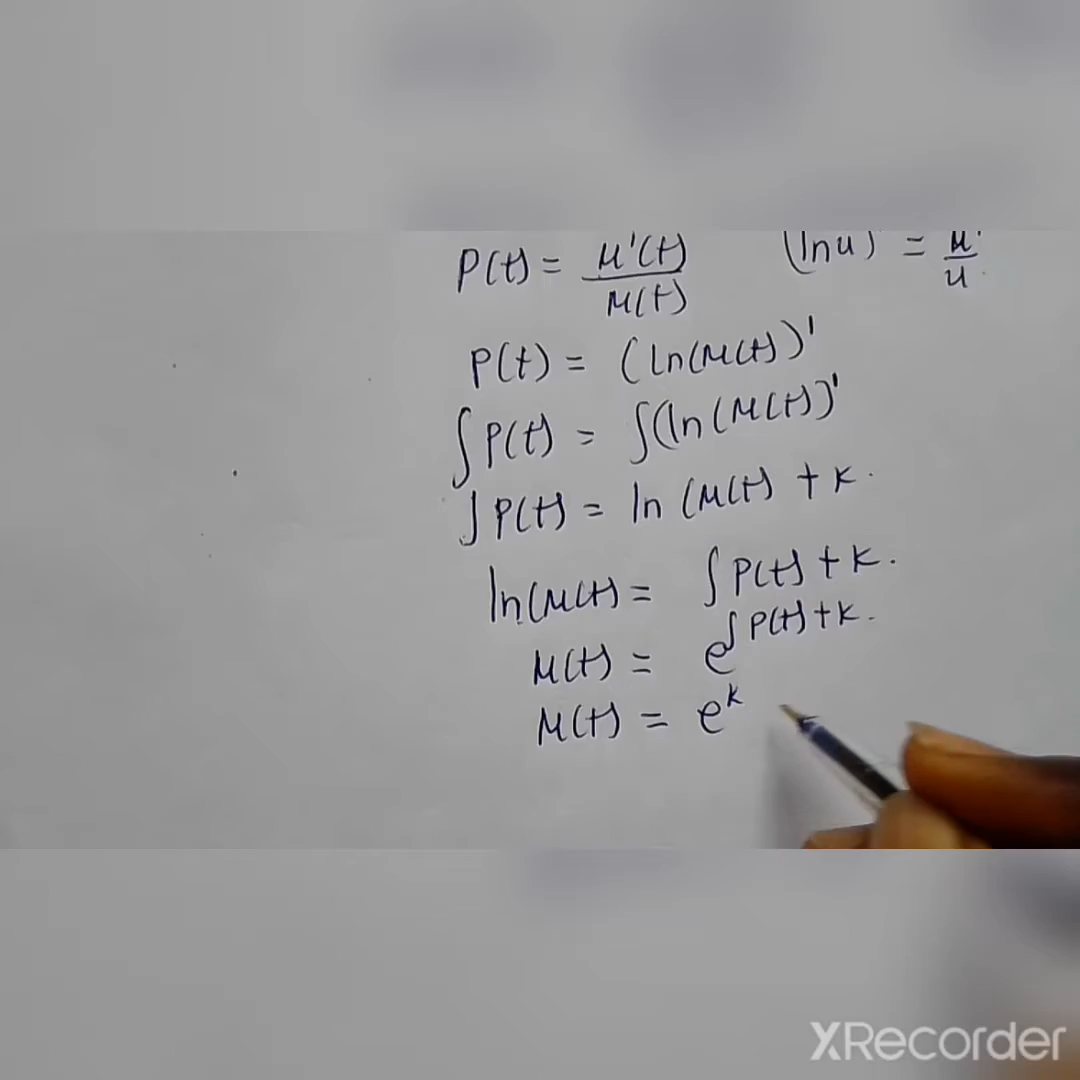 P(t) = μ'(t)/μ(t) (ln u)' = u'/u
P(t) = (ln(μ(t))'
∫P(t) = ∫(ln(μ(t))'
∫P(t) = ln(μ(t) + k.
ln(μ(t) = ∫P(t) + k.
μ(t) = e^∫P(t)+k.
μ(t) = e^k
XRecorder